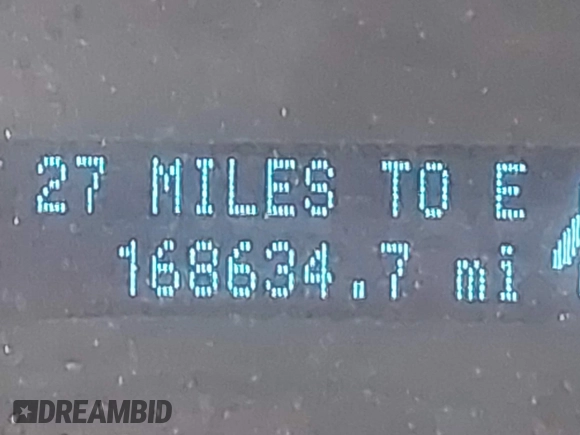 27 MILES TO E
168634.7 mi
DREAMBID